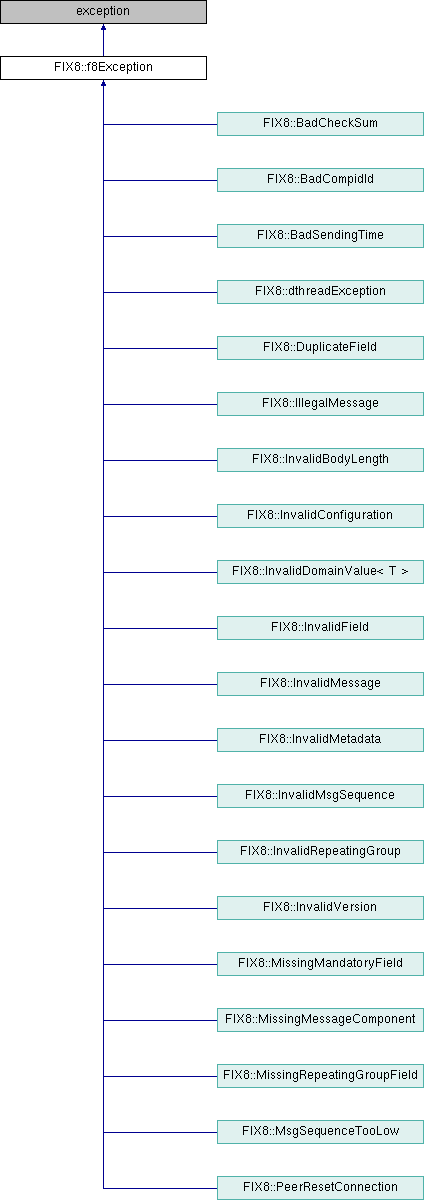 exception
FIX8::f8Exception
FIX8::BadCheckSum
FIX8::BadCompidId
FIX8::BadSendingTime
FIX8::dthreadException
FIX8::DuplicateField
FIX8::IllegalMessage
FIX8::InvalidBodyLength
FIX8::InvalidConfiguration
FIX8::InvalidDomainValue< T >
FIX8::InvalidField
FIX8::InvalidMessage
FIX8::InvalidMetadata
FIX8::InvalidMsgSequence
FIX8::InvalidRepeatingGroup
FIX8::InvalidVersion
FIX8::MissingMandatoryField
FIX8::MissingMessageComponent
FIX8::MissingRepeatingGroupField
FIX8::MsgSequenceTooLow
FIX8::PeerResetConnection